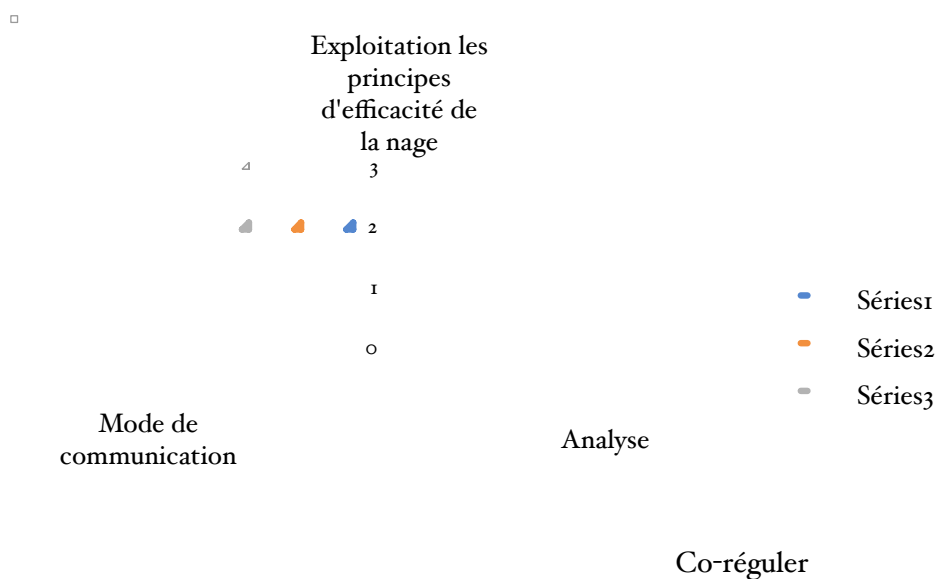 Exploitation les
principes
d'efficacité de
la nage
3
2
1
0
Séries1
Séries2
Séries3
Mode de
communication
Analyse
Co-réguler